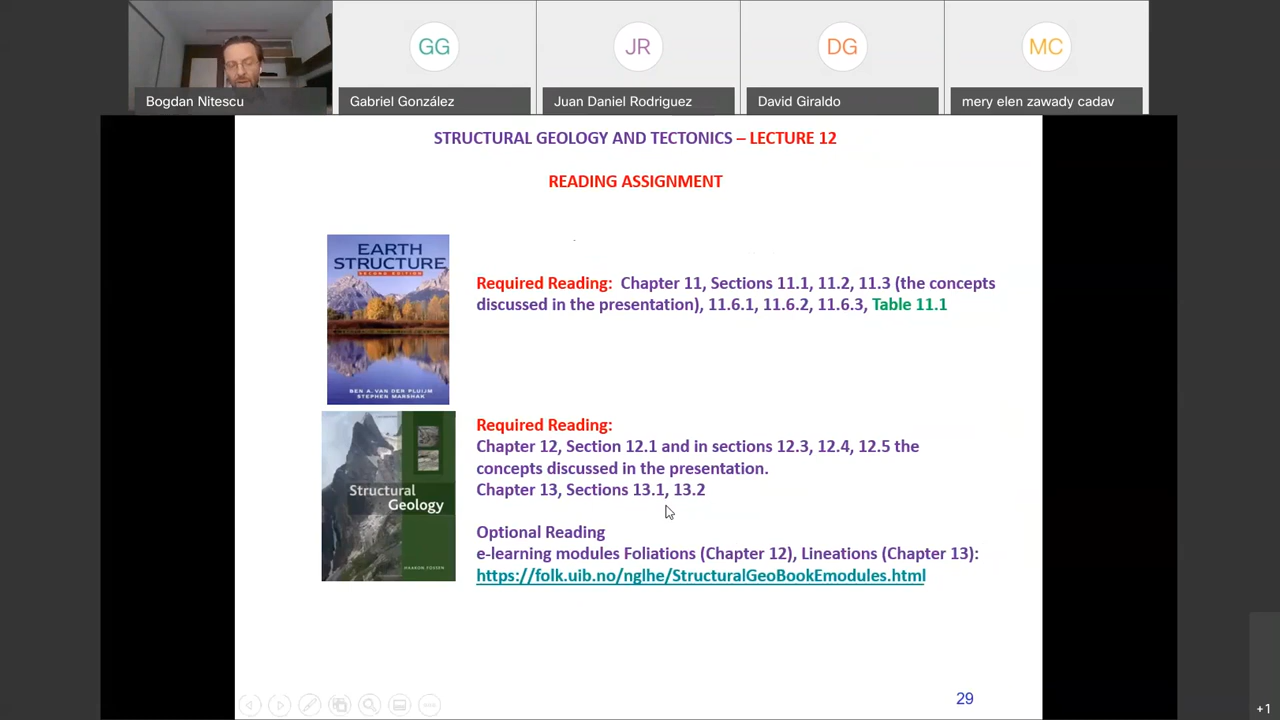 GG
JR
DG
MC
Bogdan Nitescu
Gabriel González
Juan Daniel Rodriguez
David Giraldo
mery elen zawady cadav
STRUCTURAL GEOLOGY AND TECTONICS – LECTURE 12
READING ASSIGNMENT
EARTH
STRUCTURE
SECOND EDITION
BEN A. VAN DER PLUIJM
STEPHEN MARSHAK
Required Reading: Chapter 11, Sections 11.1, 11.2, 11.3 (the concepts
discussed in the presentation), 11.6.1, 11.6.2, 11.6.3, Table 11.1
Structural
Geology
HAAKON FOSSEN
Required Reading:
Chapter 12, Section 12.1 and in sections 12.3, 12.4, 12.5 the
concepts discussed in the presentation.
Chapter 13, Sections 13.1, 13.2
Optional Reading
e-learning modules Foliations (Chapter 12), Lineations (Chapter 13):
https://folk.uib.no/nglhe/StructuralGeoBookEmodules.html
29
+1